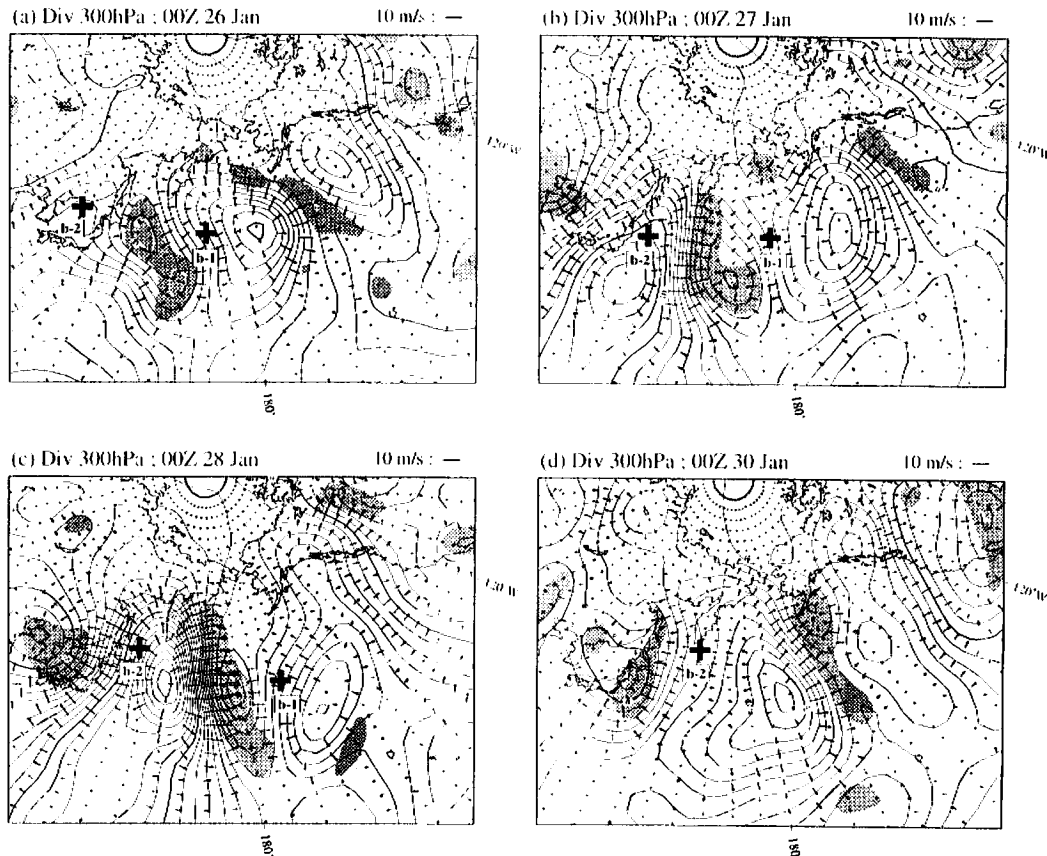 (a) Div 300hPa ; 00Z 26 Jan 10 m/s :
(b) Div 300hPa ; 00Z 27 Jan 10 m/s :
b-2
b-1
120°W
180°
b-2
b-1
120°W
180°
(c) Div 300hPa ; 00Z 28 Jan 10 m/s :
(d) Div 300hPa ; 00Z 30 Jan 10 m/s :
b-1
120°W
180°
b-2
120°W
180°